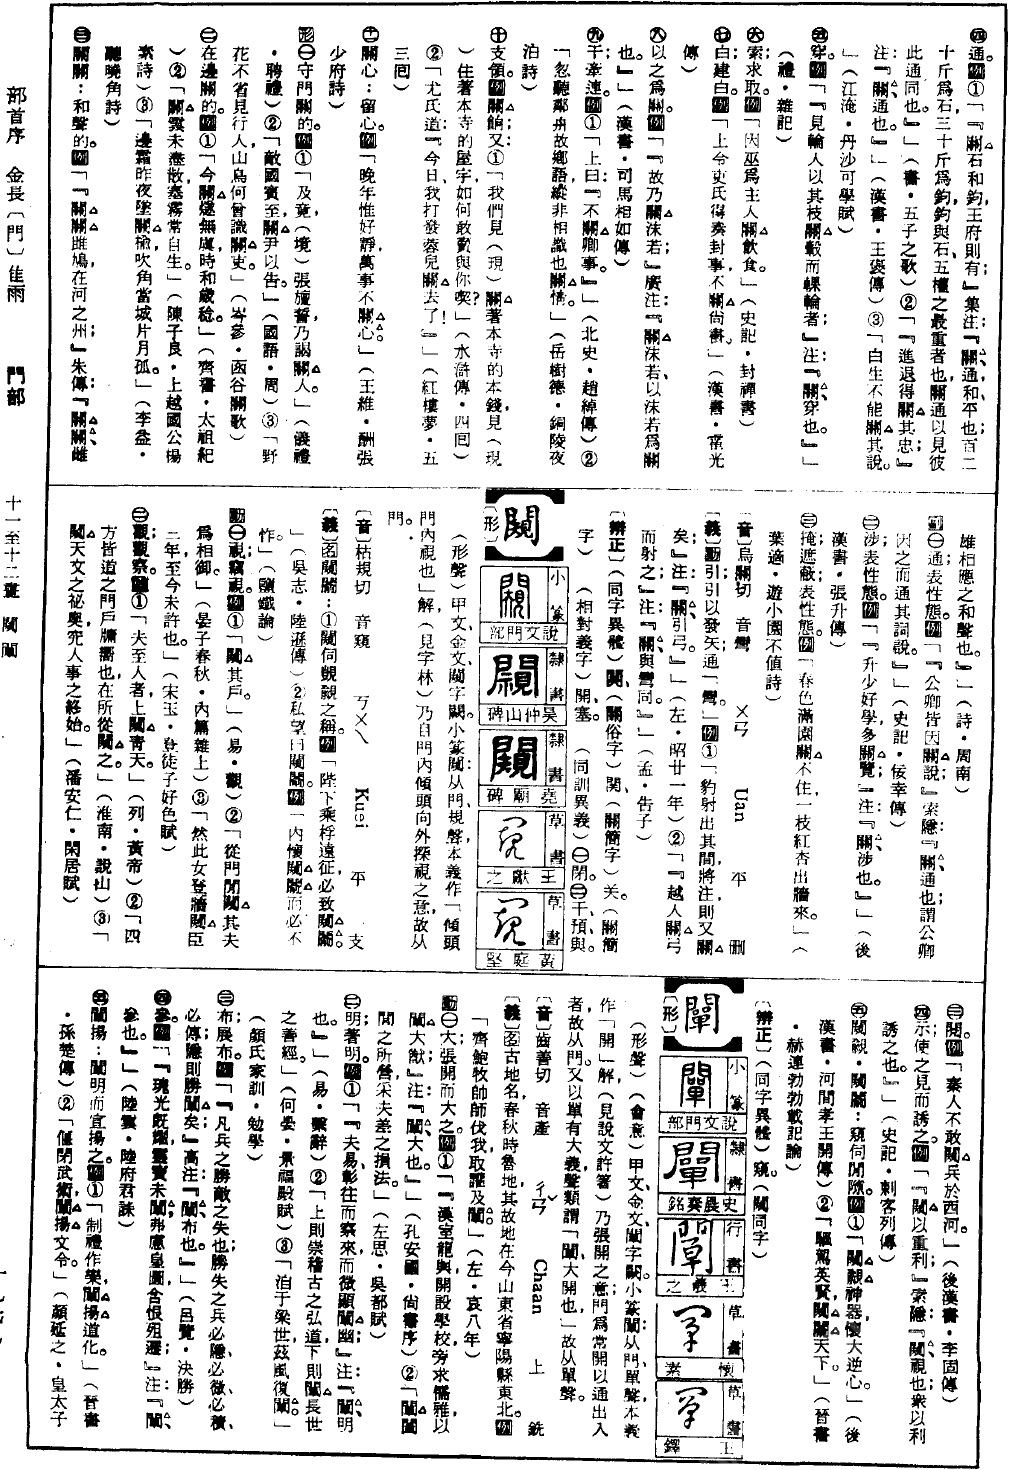 ㈣通。例①「『關石和鈞，王府則有；』集注：『關、通，和、平也；百二
十斤爲石，三十斤爲鈞，鈞與石、五權之最重者也，關通以見彼
此通同也。』」（書・五子之歌）②「『進退得關其忠；』
注：『關、通也。』」（漢書・王褒傳）③「白生不能關其說。
」（江淹・丹沙可學賦）
㈤穿。例「『見輪人以其杖關轂而輠輪者』注：『關、穿也。』」
（禮・雜記）
㈥索求取。例「因巫爲主人關飲食。」（史記・封禪書）
㈦白建白。例「上令吏民得奏封事，不關尚書。」（漢書・霍光
傳）
㈧以之爲關。例「『故乃關沫若』廣注：『關沫若、以沫若爲關
也。』」（漢書・司馬相如傳）
㈨干牽連。例①「上曰：『不關卿事。』」（北史・趙綽傳）②
「忽聽鄰舟故鄉語，縱非相識也關情。」（岳樹德・銅陵夜
泊詩）
㈩支領。例關餉；又①「我們見（現）關著本寺的本錢，見（現
）住著本寺的屋宇，如何敢賣與你喫？」（水滸傳・四回）
②「尤氏道：『今日我打發蓉兒關去了！』」（紅樓夢・五
三回）
㈩㈠關心：留心。例「晚年惟好靜，萬事不關心。」（王維・酬張
少府詩）
形㈠守門關的。例①「及竟（境），張旜誓，乃謁關人。」（儀禮
・聘禮）②「敵國賓至，關尹以告。」（國語・周）③「野
花不省見行人，山鳥何曾識關吏。」（岑參・函谷關歌）
㈡在邊關的。例①「今關燧無虞，時和歲稔。」（齊書・太祖紀
）②「關雲未盡散，塞霧常自生。」（陳子良・上越國公楊
素詩）③「邊霜昨夜墜關榆，吹角當城片月孤。」（李益・
聽曉角詩）
㈢關關：和聲的。例「『關關雎鳩，在河之州；』朱傳：『關關、雌
雄相應之和聲也。』」（詩・周南）
副㈠通表性態。例「『公卿皆因關說』索隱：『關、通也；謂公卿
因之而通其詞說。』」（史記・佞幸傳）
㈡涉表性態。例「『升少好學，多關覽；』注：『關、涉也。』」（後
漢書・張升傳）
㈢掩遮蔽；表性態。例「春色滿園關不住，一枝紅杏出牆來。」（
葉適・遊小園不值詩）
〔音〕烏關切　音彎　ㄨㄢ　Uan　平　刪
〔義〕動引引以發矢；通「彎」。例①「豹射出其間，將注，則又關
矣；』注：『關、引弓。』」（左・昭廿一年）②「『越人關弓
而射之；』注：『關、與彎同。』」（孟・告子）
〔辨正〕（同字異體）（關俗字）関、（關簡字）关。（關簡
字）（相對義字）開、塞。（同訓異義）㈠閉。㈡干、預、與。
〔形〕
闚
小篆　說文門部
隸書　吳仲山碑
隸書　堯廟碑
草書　王獻之
草書　黃庭堅
（形聲）甲文、金文闚字闕。小篆闚：从門、規聲，本義作「傾頭
門內視也」解（見字林）；乃自門內傾頭向外探視之意，故从
門。
〔音〕枯規切　音窺　ㄎㄨㄟ　Kuei　平　支
〔義〕名闚䦱：①闚伺覬覦之稱。例「陛下乘桴遠征，必致闚䦱。
」（吳志・陸遜傳）②私望曰闚䦱。例「內懷闚䦱而必不
作。」（顗議論）
動㈠視竊視。例①「闚其戶。」（易・觀）②「從門閒闚其夫
爲相御。」（晏子春秋・內篇雜上）③「然此女登牆闚臣
三年，至今未許也。」（宋玉・登徒子好色賦）
㈡觀觀察。例①「夫至人者，上闚青天。」（列・黃帝）②「四
方皆道之門戶牖嚮也，在所從闚之。」（淮南・說山）③「
闚天文之祕奧，究人事之終始。」（潘安仁・閑居賦）
㈢閱。例「秦人不敢闚兵於西河。」（後漢書・李固傳）
㈣示使之見而誘之。例「『闚以重利』索隱：『闚、視也；衆以利
誘之也。』」（史記・刺客列傳）
㈤闚覬・闚䦱：窺伺間隙。例①「闚覦神器，懷大逆心。」（後
漢書・河間孝王開傳）②「驅駕英賢，闚䦱天下。」（晉書
・赫連勃勃載記論）
〔辨正〕（同字異體）窺。（闚同字）
〔形〕
闡
小篆　說文門部
隸書　史晨奏銘
行書　王羲之
草書　懷素
草書　王鐸
（形聲）（會意）甲文、金文闡字闕。小篆闡：从門、單聲，本義
作「開」解（見說文許箸）；乃張開之意；門爲常開以通出入
者，故从門；又以單有大義，聲類謂「闡、大開也」，故从單聲。
〔音〕齒善切　音產　ㄔㄢˇ　Chaan　上　銑
〔義〕名古地名，春秋時魯地；其故地在今山東省寧陽縣東北。例
「齊鮑牧帥師伐我，取讙及闡。」（左・哀八年）
動㈠大張開而大之。例①「『漢室龍興，開設學校，旁求儒雅，以
闡大猷；』注：『闡、大也。』」（孔安國・尚書序）②「闡闔
閭之所營，采夫差之損法。」（左思・吳都賦）
㈡明著明。例①「『夫易彰往而察來，而微顯闡幽；』注：『闡、明
也。』」（易・繫辭）②「上則崇稽古之弘道，下則闡長世
之善經。」（何晏・景福殿賦）③「洎于梁世，茲風復闡。」
（顏氏家訓・勉學）
㈢布展布。例「『凡兵之勝，敵之失也；勝失之兵，必隱必微，必積
必傳；隱則勝闡矣；』高注：『闡、布也。』」（呂覽・決勝）
㈣參。例「『瑰光既耀，靈寶未闡，弗慮皇圖，含恨殂遷；』注：『闡、
參也。』」（陸雲・陸府君誄）
㈤闡揚：闡明而宣揚之。例①「制禮作樂，闡揚道化。」（晉書
・孫楚傳）②「偃閉武術，闡揚文令。」（顏延之・皇太子
部首序　金長〔門〕隹雨　　門部
十一至十二畫　闚　闡